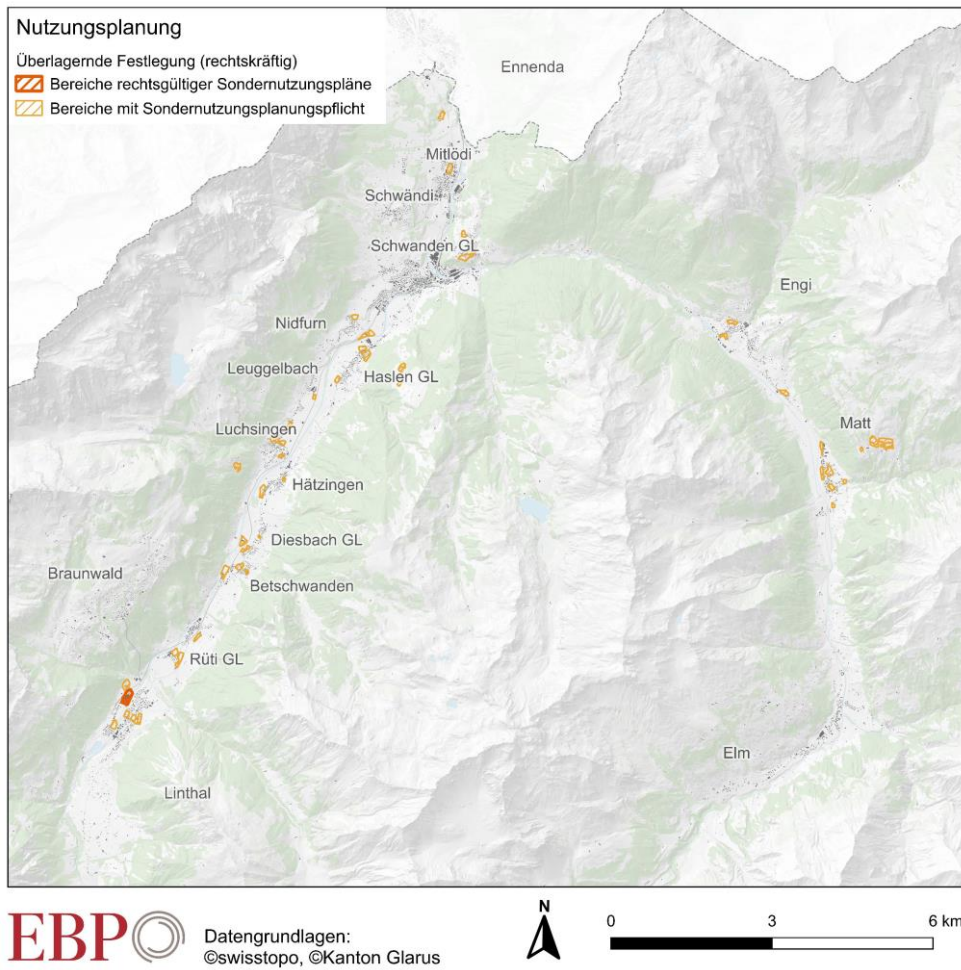 Nutzungsplanung
Überlagernde Festlegung (rechtskräftig)
Bereiche rechtsgültiger Sondernutzungspläne
Bereiche mit Sondernutzungsplanungspflicht
Ennenda
Mitlödi
Schwändi
Schwanden GL
Engi
Nidfurn
Leuggelbach
Haslen GL
Luchsingen
Matt
Hätzingen
Diesbach GL
Braunwald
Betschwanden
Rüti GL
Elm
Linthal
EBP
Datengrundlagen:
©swisstopo, ©Kanton Glarus
N
0 3 6 km